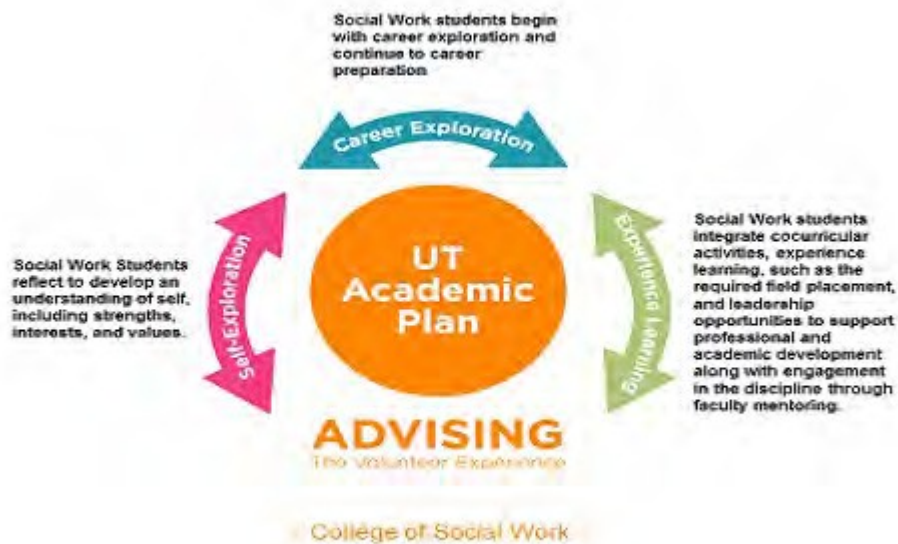 Social Work students begin
with career exploration and
continue to career
preparation
Career Exploration
Self-Exploration
Experience Learning
UT
Academic
Plan
Social Work Students
reflect to develop an
understanding of self,
including strengths,
interests, and values.
Social Work students
integrate cocurricular
activities, experience
learning, such as the
required field placement,
and leadership
opportunities to support
professional and
academic development
along with engagement
in the discipline through
faculty mentoring.
ADVISING
The Volunteer Experience
College of Social Work